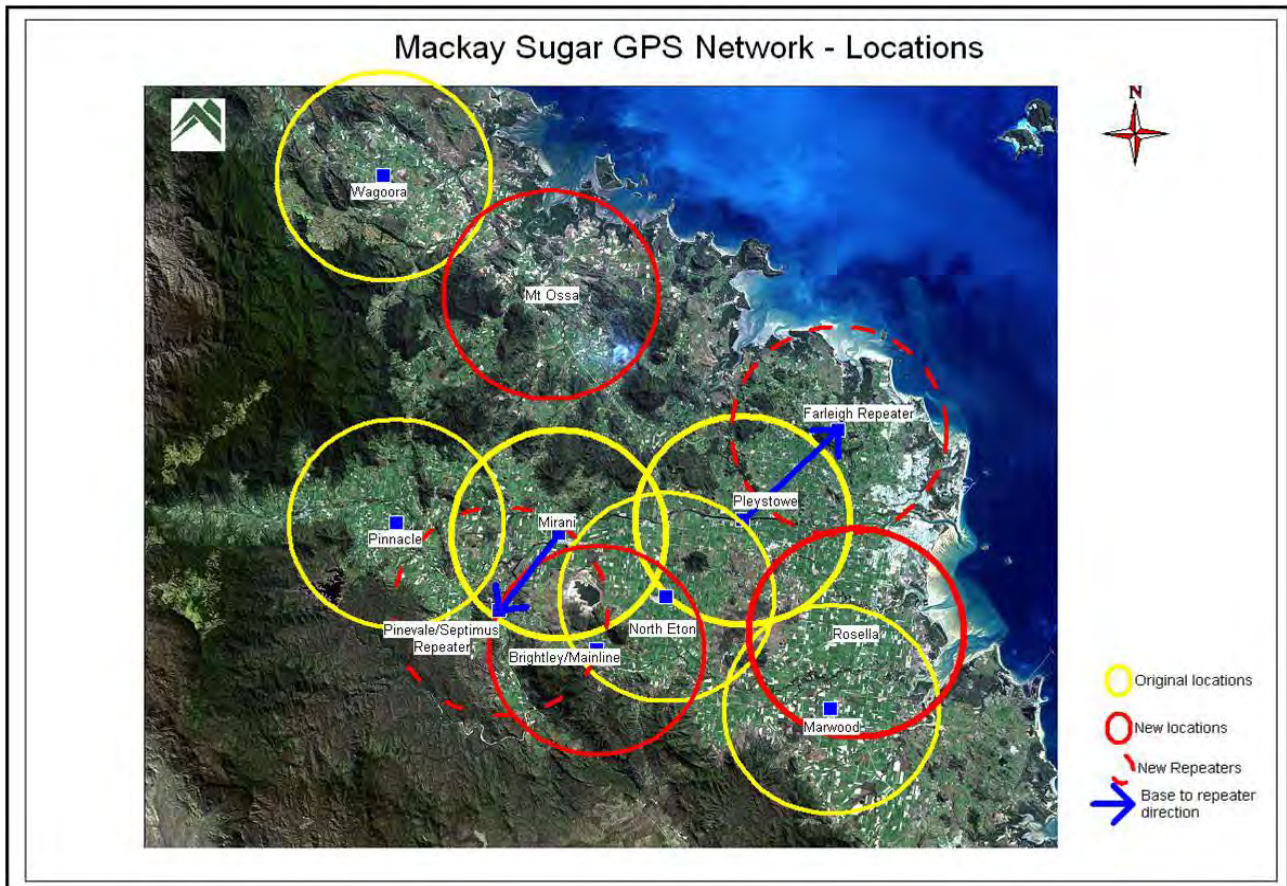 Mackay Sugar GPS Network - Locations
N
Wagoora
Mt Ossa
Farleigh Repeater
Pleystowe
Mirani
Pinnacle
Pinevale/Septimus
Repeater
North Eton
Rosella
Brightley/Mainline
Marwood
Original locations
New locations
New Repeaters
Base to repeater
direction